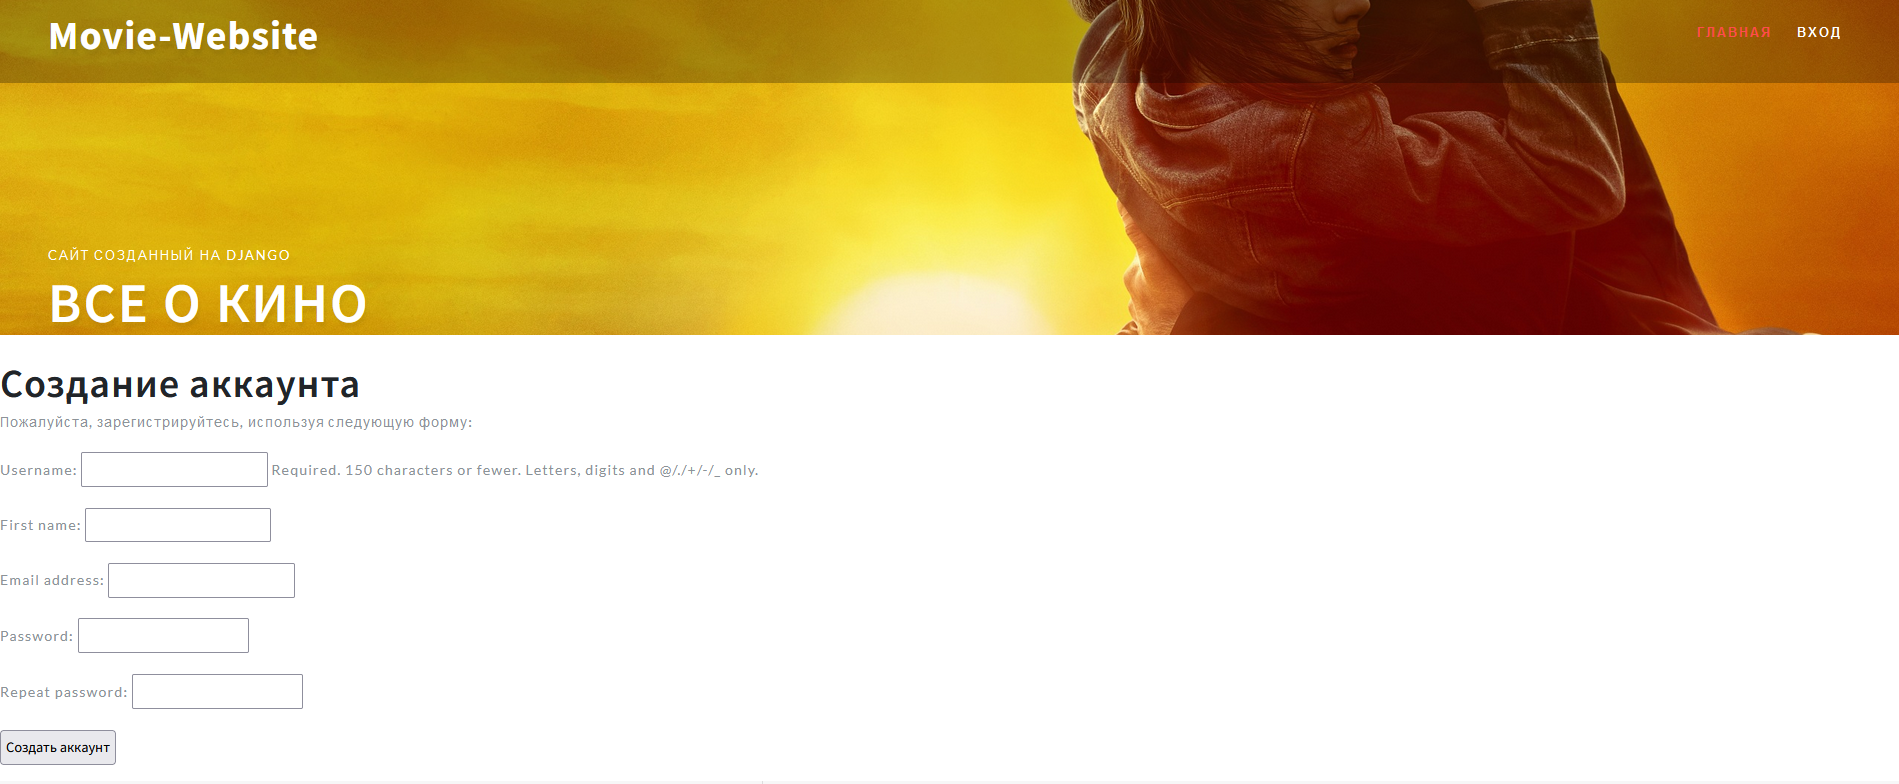 Movie-Website
ГЛАВНАЯ ВХОД
САЙТ СОЗДАННЫЙ НА DJANGO
ВСЕ О КИНО
Создание аккаунта
Пожалуйста, зарегистрируйтесь, используя следующую форму:
Username: Required. 150 characters or fewer. Letters, digits and @/./+/-/_ only.
First name:
Email address:
Password:
Repeat password:
Создать аккаунт